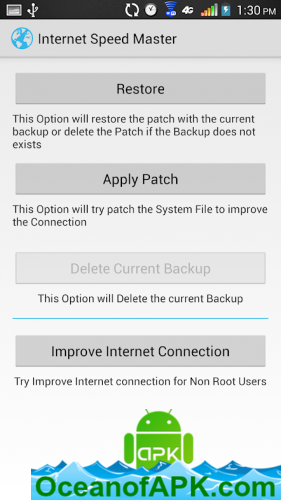 4G 1:30 PM
Internet Speed Master
Restore
This Option will restore the patch with the current
backup or delete the Patch if the Backup does not
exists
Apply Patch
This Option will try patch the System File to improve
the Connection
Delete Current Backup
This Option will Delete the current Backup
Improve Internet Connection
Try Improve Internet connection for Non Root Users
APK
OceanofAPK.com